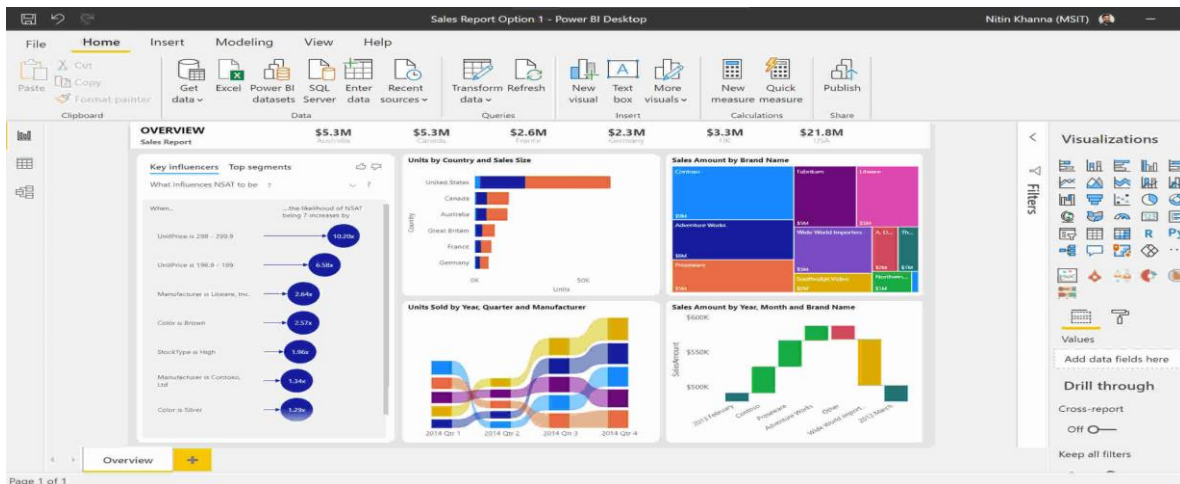 Sales Report Option 1 - Power BI Desktop
Nitin Khanna (MSIT)
File Home Insert Modeling View Help
Paste
Cut
Copy
Format painter
Get data
Excel
Power BI datasets
SQL Server
Enter data
Recent sources
Transform data
Refresh
New visual
Text box
More visuals
New measure
Quick measure
Publish
Clipboard
Data
Queries
Insert
Calculations
Share
OVERVIEW
Sales Report
$5.3M
Australia
$5.3M
Canada
$2.6M
France
$2.3M
Germany
$3.3M
UK
$21.8M
USA
Key influencers Top segments
What influences NSAT to be 7 ?
When...
...the likelihood of NSAT
being 7 increases by
UnitPrice is 298 - 299.9
10.20x
6.58x
Manufacturer is Litware, Inc.
2.64x
Color is Brown
2.57x
StockType is High
1.96x
Manufacturer is Contoso,
Ltd
1.34x
Color is Silver
1.29x
Units by Country and Sales Size
Country
United States
Canada
Australia
Great Britain
France
Germany
0K
50K
Units
Sales Amount by Brand Name
Contoso
Fabrikam
Litware
Adventure Works
Wide World Importers
A. D...
Th...
Proseware
Southridge Video
Northwin...
Units Sold by Year, Quarter and Manufacturer
2014 Qtr 1
2014 Qtr 2
2014 Qtr 3
2014 Qtr 4
Sales Amount by Year, Month and Brand Name
SalesAmount
$600K
$550K
$500K
2013 February
Contoso
Proseware
Adventure Works
Other
Wide World Import...
2013 March
Filters
Visualizations
R
Py
Values
Add data fields here
Drill through
Cross-report
Off
Keep all filters
Overview
Page 1 of 1